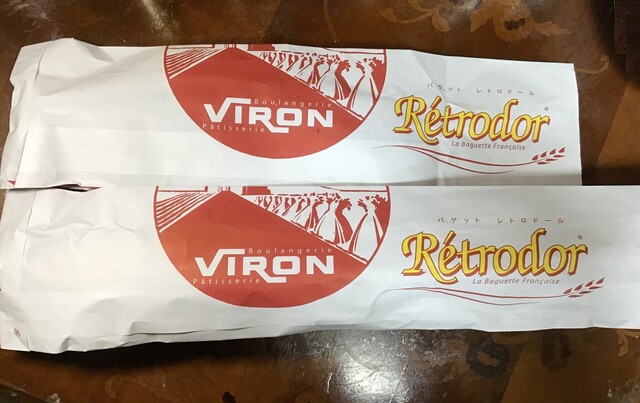 Boulangerie
VIRON
Pâtisserie
バゲット レトロドール
Rétrodor®
La Baguette Française
Boulangerie
VIRON
Pâtisserie
バゲット レトロドール
Rétrodor®
La Baguette Française